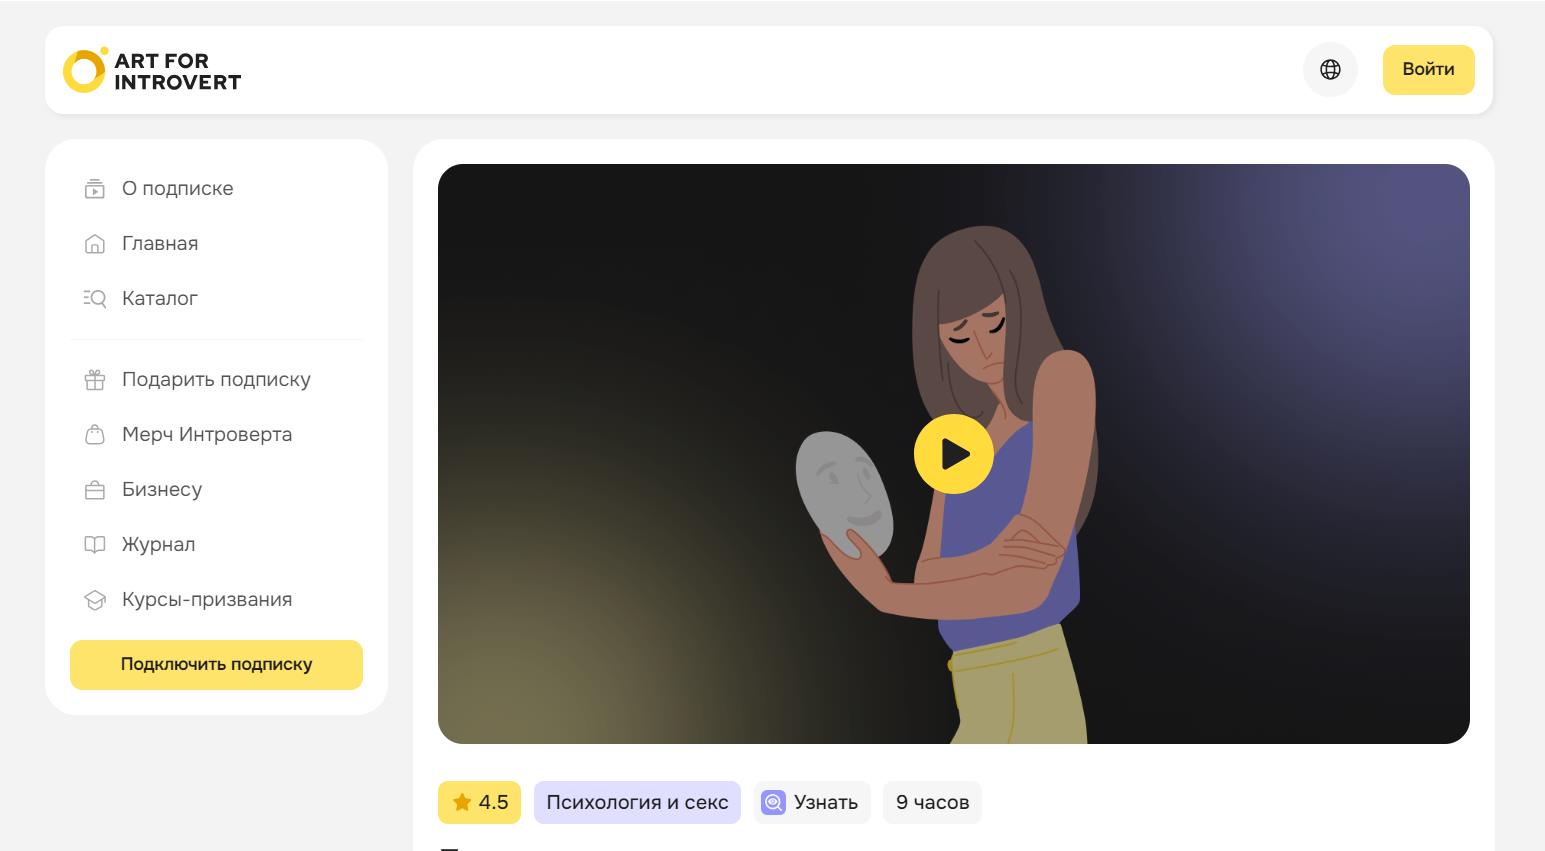 ART FOR
INTROVERT
Войти
О подписке
Главная
Каталог
Подарить подписку
Мерч Интроверта
Бизнесу
Журнал
Курсы-призвания
Подключить подписку
4.5 Психология и секс Узнать 9 часов